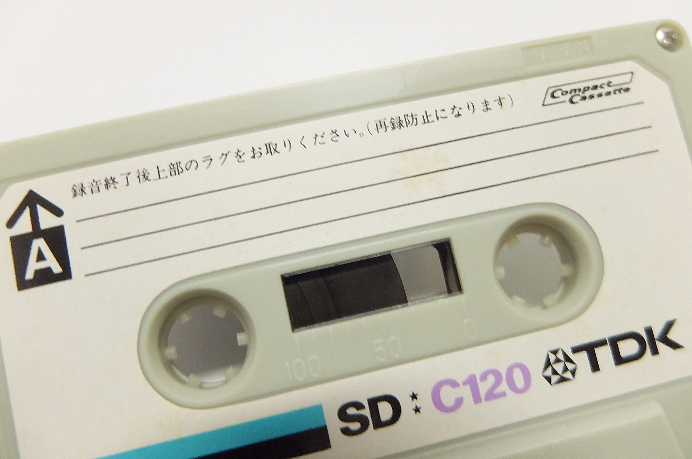 Compact
Cassette
録音終了後上部のラグをお取りください。(再録防止になります)
A
100 50 0
SD C120 TDK